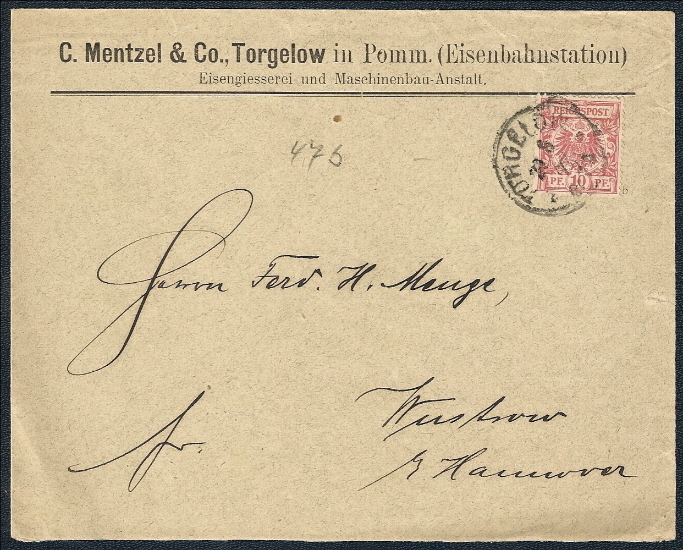 C. Mentzel & Co., Torgelow in Pomm. (Eisenbahnstation)
Eisengiesserei und Maschinenbau-Anstalt.
REICHSPOST
PF. 10 PF.
TORGELOW
476
Herrn Ferd. H. Menge,
fr.
Wustrow
Hannover